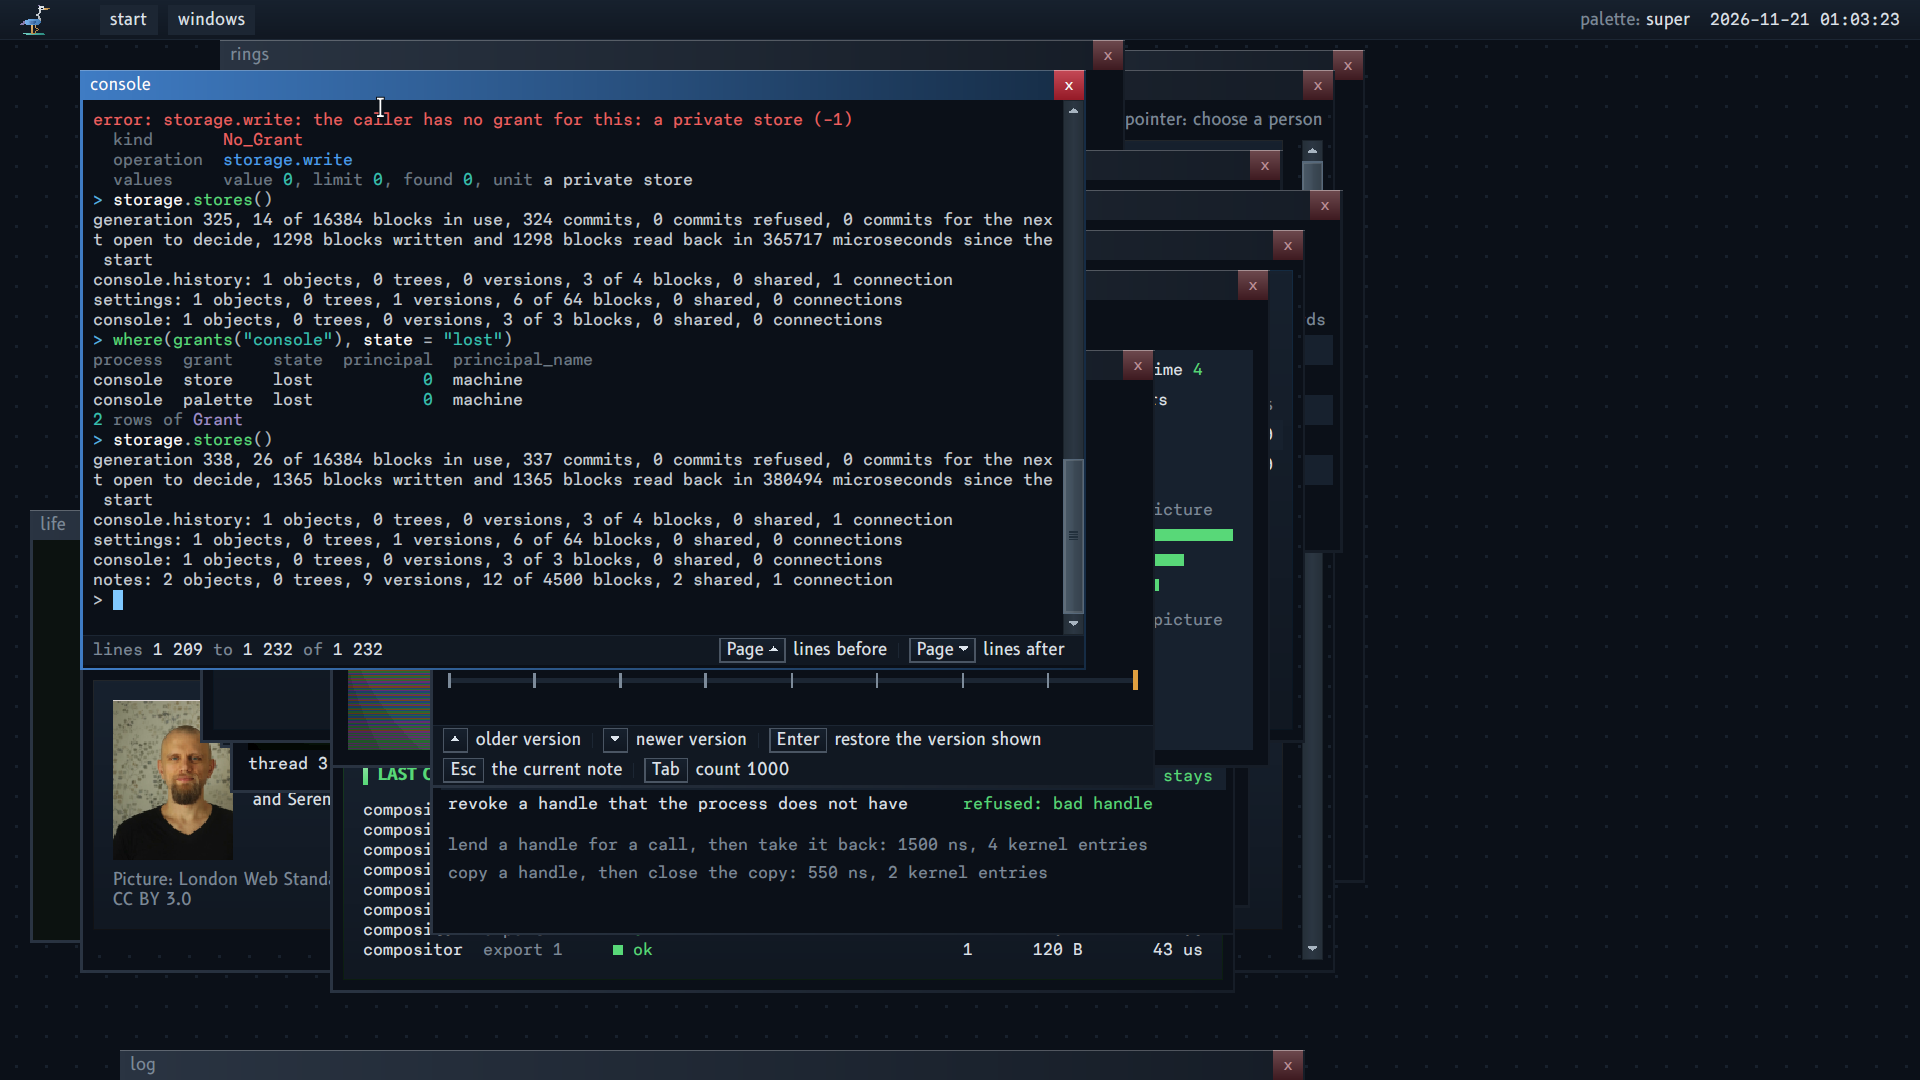 start
windows
palette: super
2026-11-21 01:03:23
rings
x
x
console
x
x
error: storage.write: the caller has no grant for this: a private store (-1)
kind No_Grant
operation storage.write
values value 0, limit 0, found 0, unit a private store
> storage.stores()
generation 325, 14 of 16384 blocks in use, 324 commits, 0 commits refused, 0 commits for the nex
t open to decide, 1298 blocks written and 1298 blocks read back in 365717 microseconds since the
start
console.history: 1 objects, 0 trees, 0 versions, 3 of 4 blocks, 0 shared, 1 connection
settings: 1 objects, 0 trees, 1 versions, 6 of 64 blocks, 0 shared, 0 connections
console: 1 objects, 0 trees, 0 versions, 3 of 3 blocks, 0 shared, 0 connections
> where(grants("console"), state = "lost")
process grant state principal principal_name
console store lost 0 machine
console palette lost 0 machine
2 rows of Grant
> storage.stores()
generation 338, 26 of 16384 blocks in use, 337 commits, 0 commits refused, 0 commits for the nex
t open to decide, 1365 blocks written and 1365 blocks read back in 380494 microseconds since the
start
console.history: 1 objects, 0 trees, 0 versions, 3 of 4 blocks, 0 shared, 1 connection
settings: 1 objects, 0 trees, 1 versions, 6 of 64 blocks, 0 shared, 0 connections
console: 1 objects, 0 trees, 0 versions, 3 of 3 blocks, 0 shared, 0 connections
notes: 2 objects, 0 trees, 9 versions, 12 of 4500 blocks, 2 shared, 1 connection
>
lines 1 209 to 1 232 of 1 232
Page lines before
Page lines after
pointer: choose a person
x
x
x
x
x
ds
ime 4
rs
icture
picture
life
older version
newer version
Enter restore the version shown
Esc the current note
Tab count 1000
thread 3
and Seren
Picture: London Web Standa
CC BY 3.0
LAST C
stays
revoke a handle that the process does not have refused: bad handle
lend a handle for a call, then take it back: 1500 ns, 4 kernel entries
copy a handle, then close the copy: 550 ns, 2 kernel entries
composi
composi
composi
composi
composi
composi
composi
compositor export 1 ok 1 120 B 43 us
log
x